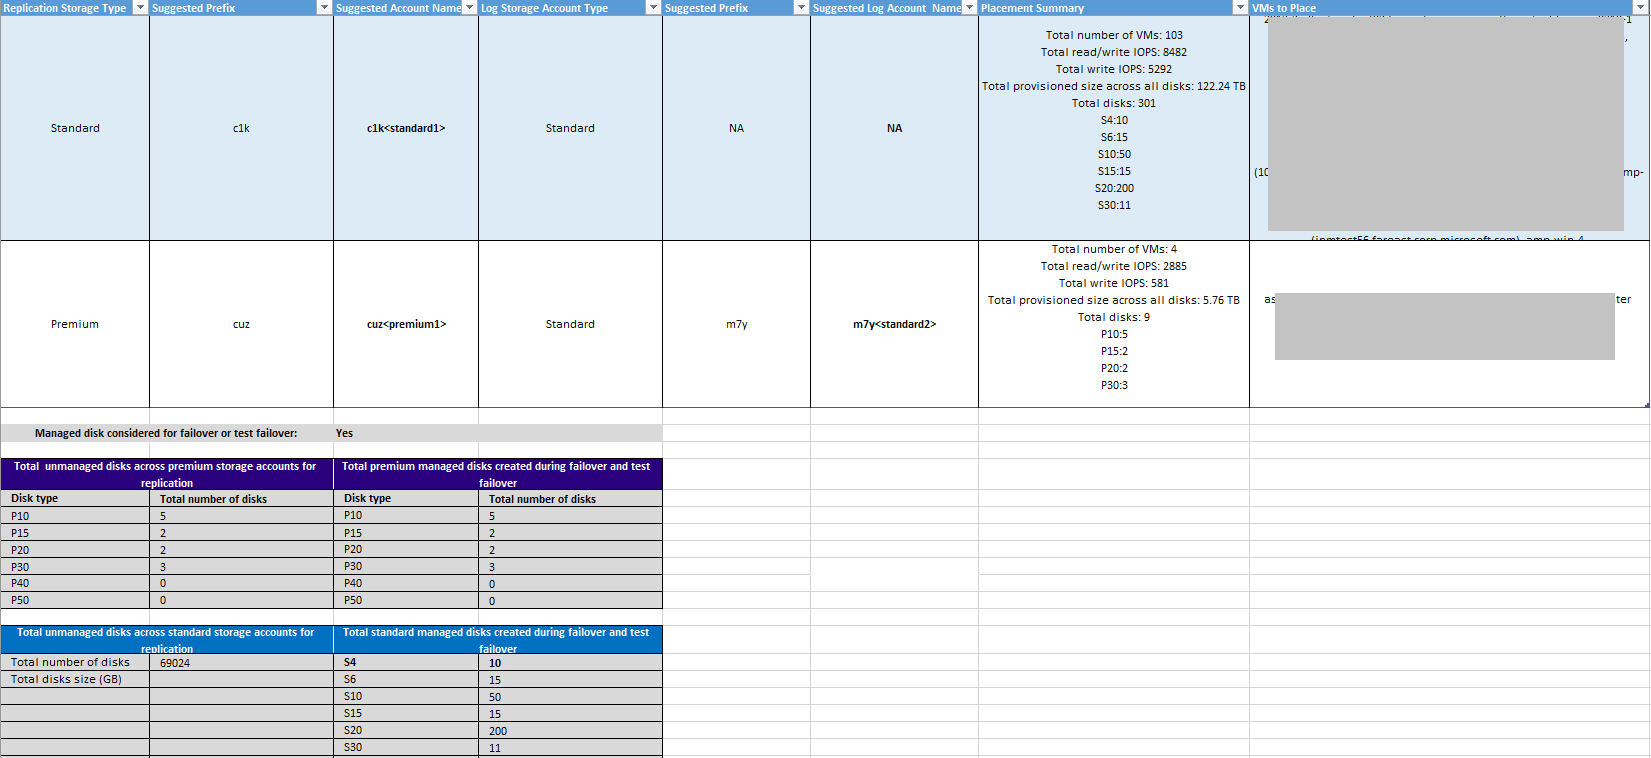 Replication Storage Type Suggested Prefix Suggested Account Name Log Storage Account Type Suggested Prefix Suggested Log Account Name Placement Summary VMs to Place
Standard c1k c1k<standard1> Standard NA NA
Total number of VMs: 103
Total read/write IOPS: 8482
Total write IOPS: 5292
Total provisioned size across all disks: 122.24 TB
Total disks: 301
S4:10
S6:15
S10:50
S15:15
S20:200
S30:11
(10
mp-
Premium cuz cuz<premium1> Standard m7y m7y<standard2>
Total number of VMs: 4
Total read/write IOPS: 2885
Total write IOPS: 581
Total provisioned size across all disks: 5.76 TB
Total disks: 9
P10:5
P15:2
P20:2
P30:3
as
ter
Managed disk considered for failover or test failover: Yes
Total unmanaged disks across premium storage accounts for
replication
Total premium managed disks created during failover and test
failover
Disk type Total number of disks Disk type Total number of disks
P10 5 P10 5
P15 2 P15 2
P20 2 P20 2
P30 3 P30 3
P40 0 P40 0
P50 0 P50 0
Total unmanaged disks across standard storage accounts for
replication
Total standard managed disks created during failover and test
failover
Total number of disks 69024 S4 10
Total disks size (GB) S6 15
S10 50
S15 15
S20 200
S30 11